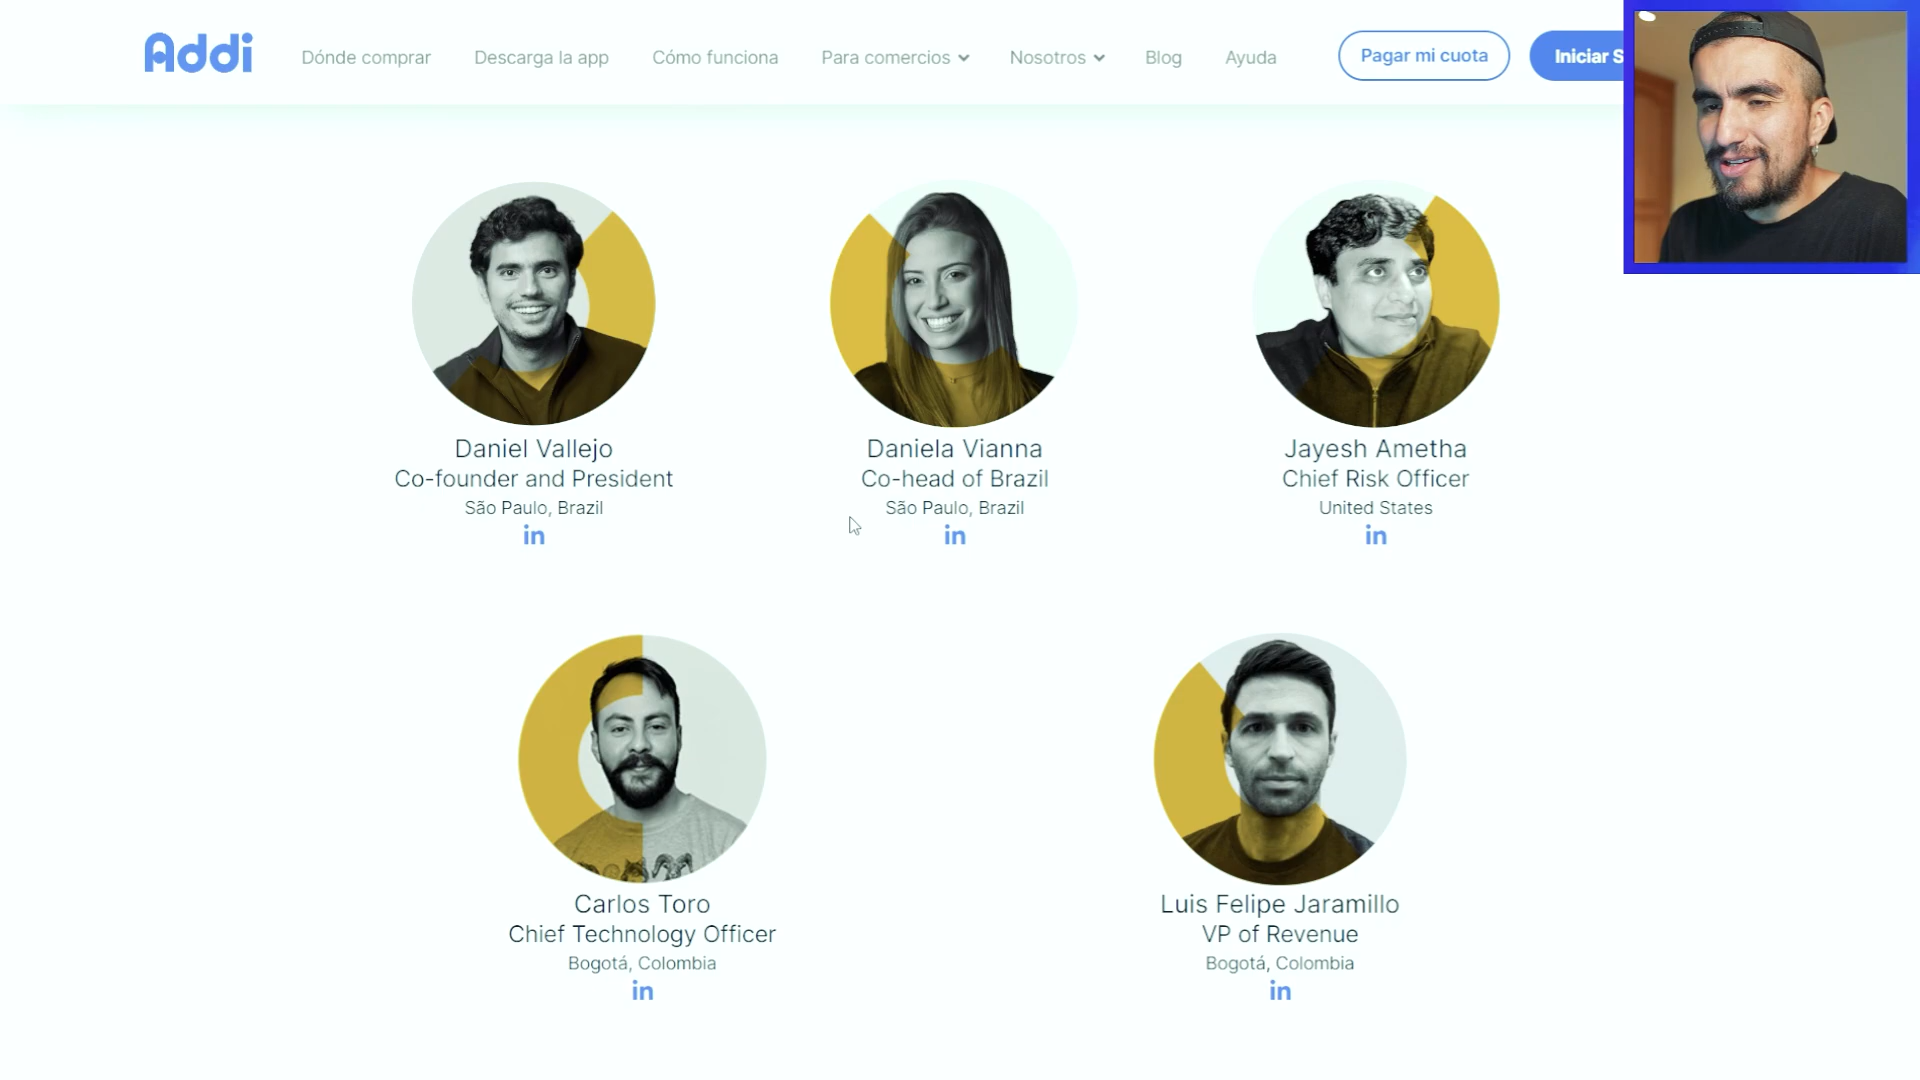 Addi
Dónde comprar
Descarga la app
Cómo funciona
Para comercios
Nosotros
Blog
Ayuda
Pagar mi cuota
Iniciar S
Daniel Vallejo
Co-founder and President
São Paulo, Brazil
in
Daniela Vianna
Co-head of Brazil
São Paulo, Brazil
in
Jayesh Ametha
Chief Risk Officer
United States
in
Carlos Toro
Chief Technology Officer
Bogotá, Colombia
in
Luis Felipe Jaramillo
VP of Revenue
Bogotá, Colombia
in